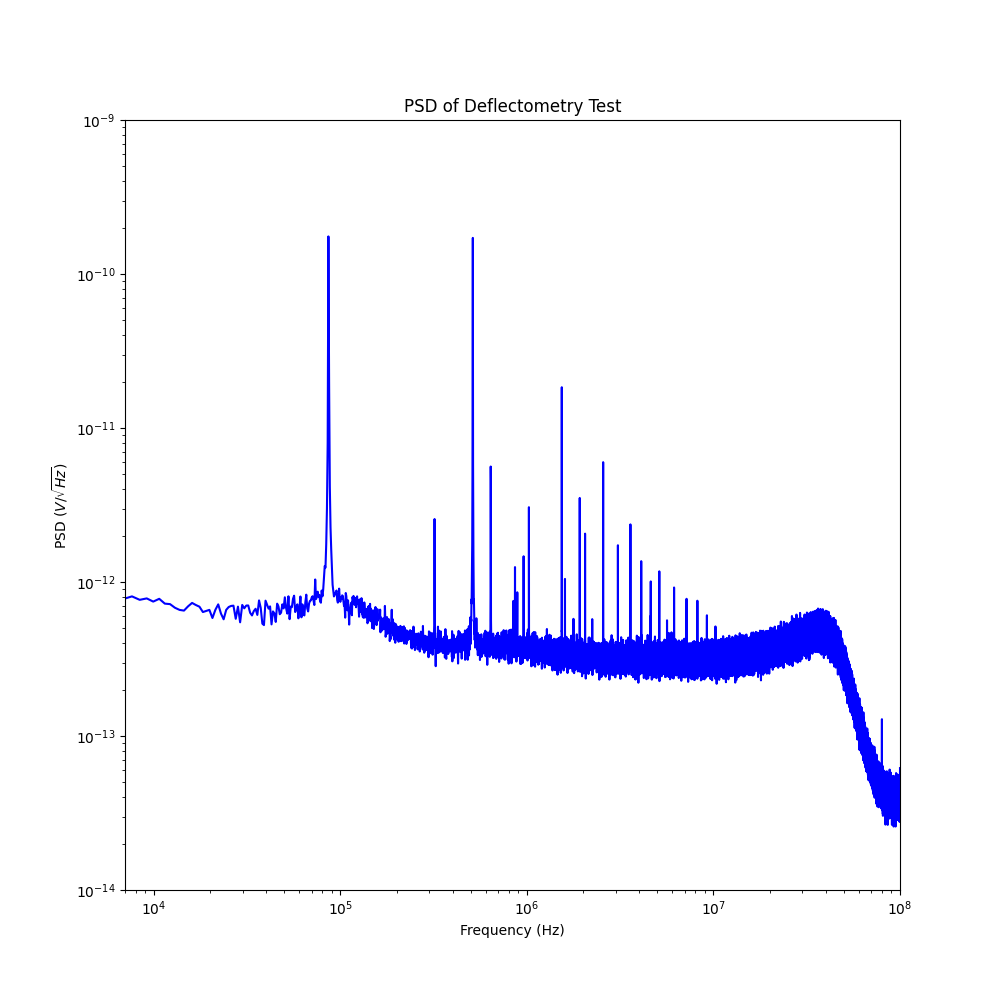 PSD of Deflectometry Test
10⁻⁹
10⁻¹⁰
10⁻¹¹
10⁻¹²
10⁻¹³
10⁻¹⁴
PSD (V/√Hz)
10⁴ 10⁵ 10⁶ 10⁷ 10⁸
Frequency (Hz)